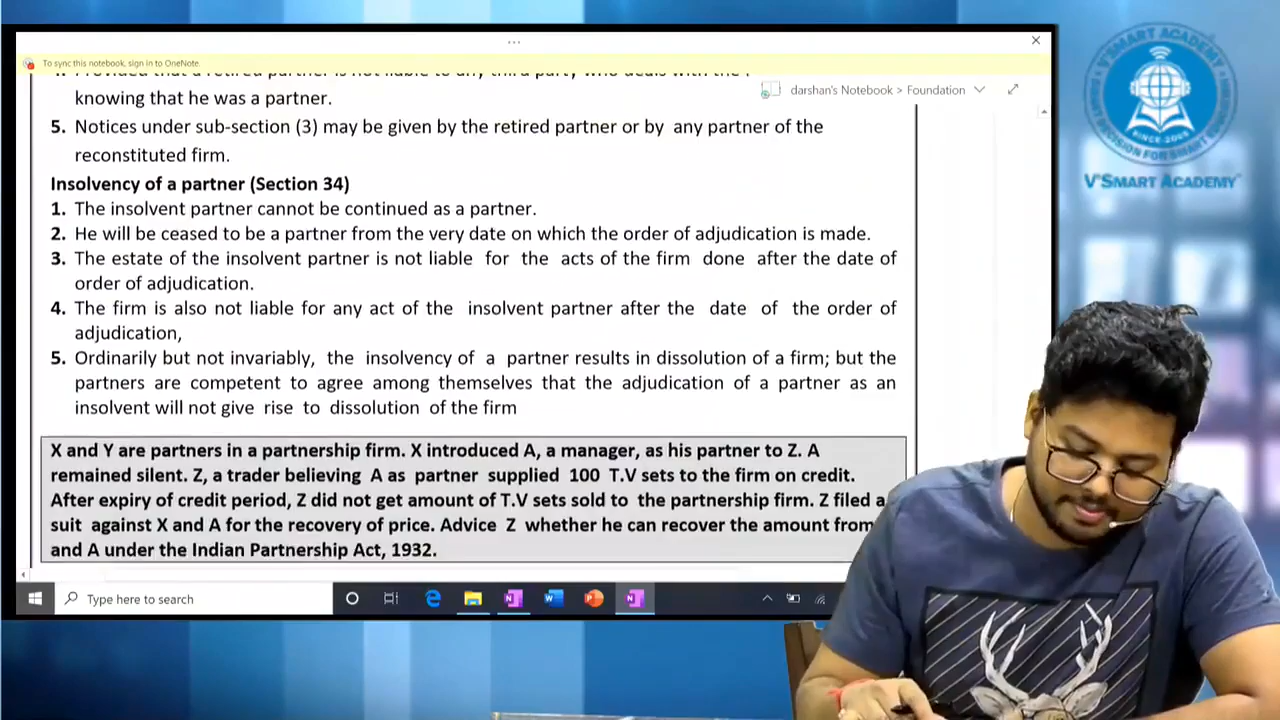 To sync this notebook, sign in to OneNote.
darshan's Notebook > Foundation
knowing that he was a partner.
5. Notices under sub-section (3) may be given by the retired partner or by any partner of the
reconstituted firm.
Insolvency of a partner (Section 34)
1. The insolvent partner cannot be continued as a partner.
2. He will be ceased to be a partner from the very date on which the order of adjudication is made.
3. The estate of the insolvent partner is not liable for the acts of the firm done after the date of
order of adjudication.
4. The firm is also not liable for any act of the insolvent partner after the date of the order of
adjudication,
5. Ordinarily but not invariably, the insolvency of a partner results in dissolution of a firm; but the
partners are competent to agree among themselves that the adjudication of a partner as an
insolvent will not give rise to dissolution of the firm
X and Y are partners in a partnership firm. X introduced A, a manager, as his partner to Z. A
remained silent. Z, a trader believing A as partner supplied 100 T.V sets to the firm on credit.
After expiry of credit period, Z did not get amount of T.V sets sold to the partnership firm. Z filed a
suit against X and A for the recovery of price. Advice Z whether he can recover the amount from
and A under the Indian Partnership Act, 1932.
Type here to search
V'SMART ACADEMY
SINCE 2005
V'SMART ACADEMY